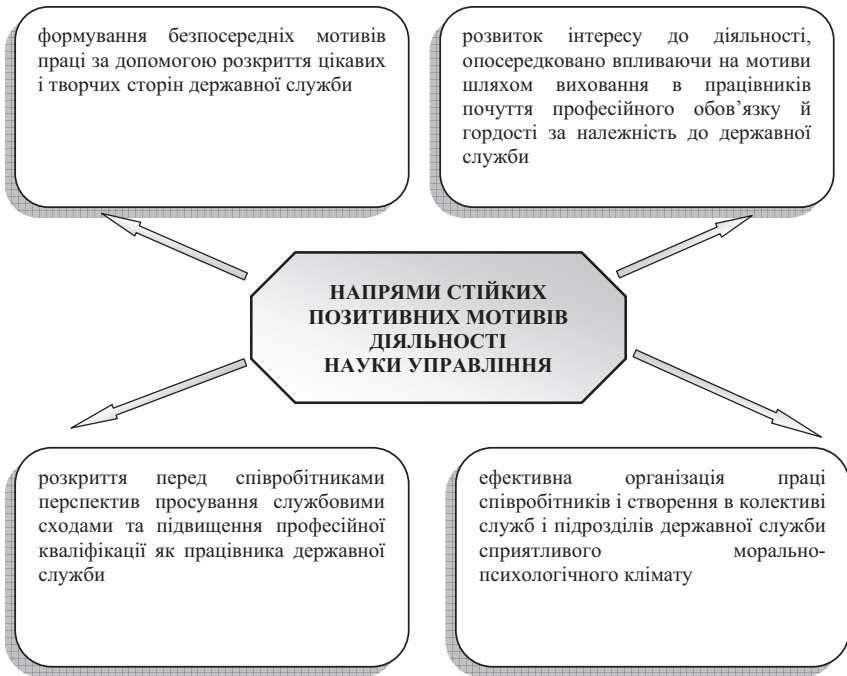 формування безпосередніх мотивів
праці за допомогою розкриття цікавих
і творчих сторін державної служби
розвиток інтересу до діяльності,
опосередковано впливаючи на мотиви
шляхом виховання в працівників
почуття професійного обов’язку й
гордості за належність до державної
служби
НАПРЯМИ СТІЙКИХ
ПОЗИТИВНИХ МОТИВІВ
ДІЯЛЬНОСТІ
НАУКИ УПРАВЛІННЯ
розкриття перед співробітниками
перспектив просування службовими
сходами та підвищення професійної
кваліфікації як працівника державної
служби
ефективна організація праці
співробітників і створення в колективі
служб і підрозділів державної служби
сприятливого морально-
психологічного клімату